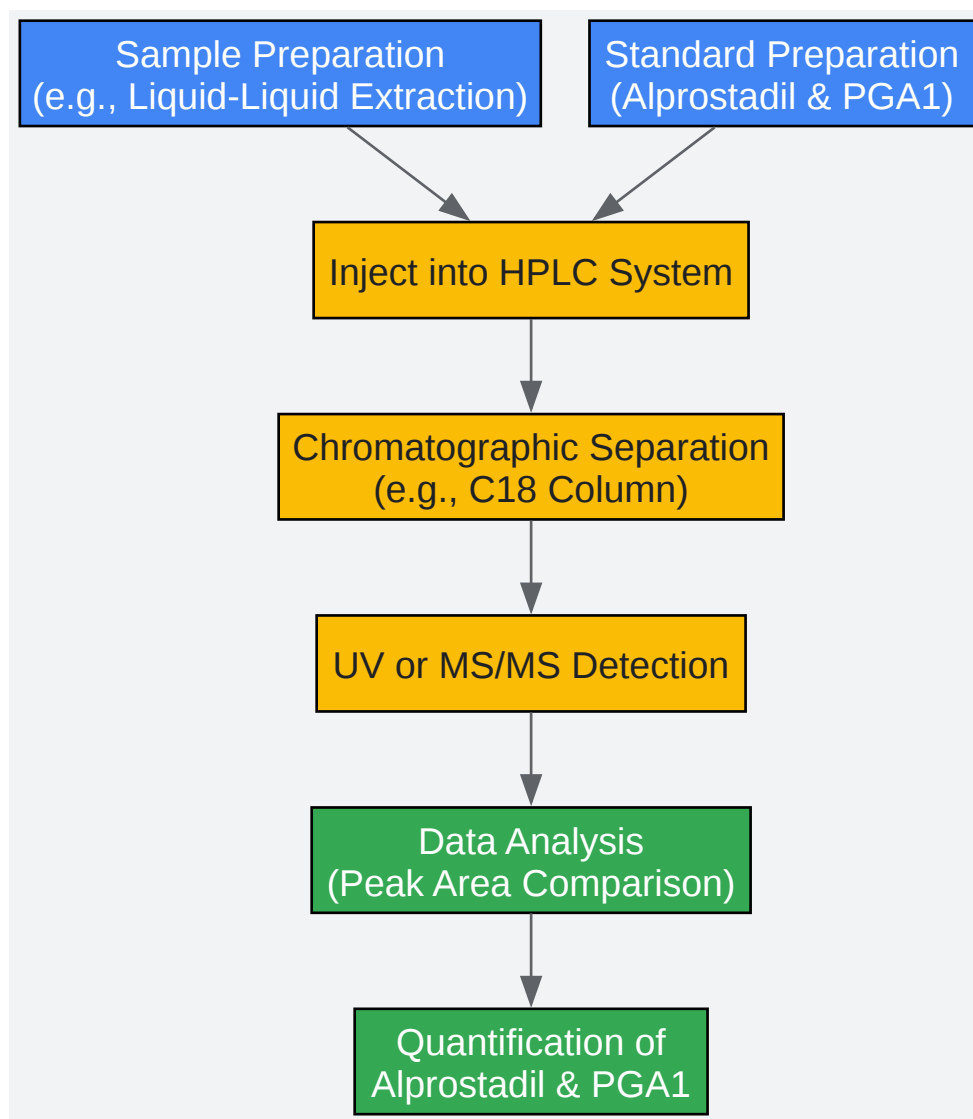 Sample Preparation
(e.g., Liquid-Liquid Extraction)
Standard Preparation
(Alprostadil & PGA1)
Inject into HPLC System
Chromatographic Separation
(e.g., C18 Column)
UV or MS/MS Detection
Data Analysis
(Peak Area Comparison)
Quantification of
Alprostadil & PGA1